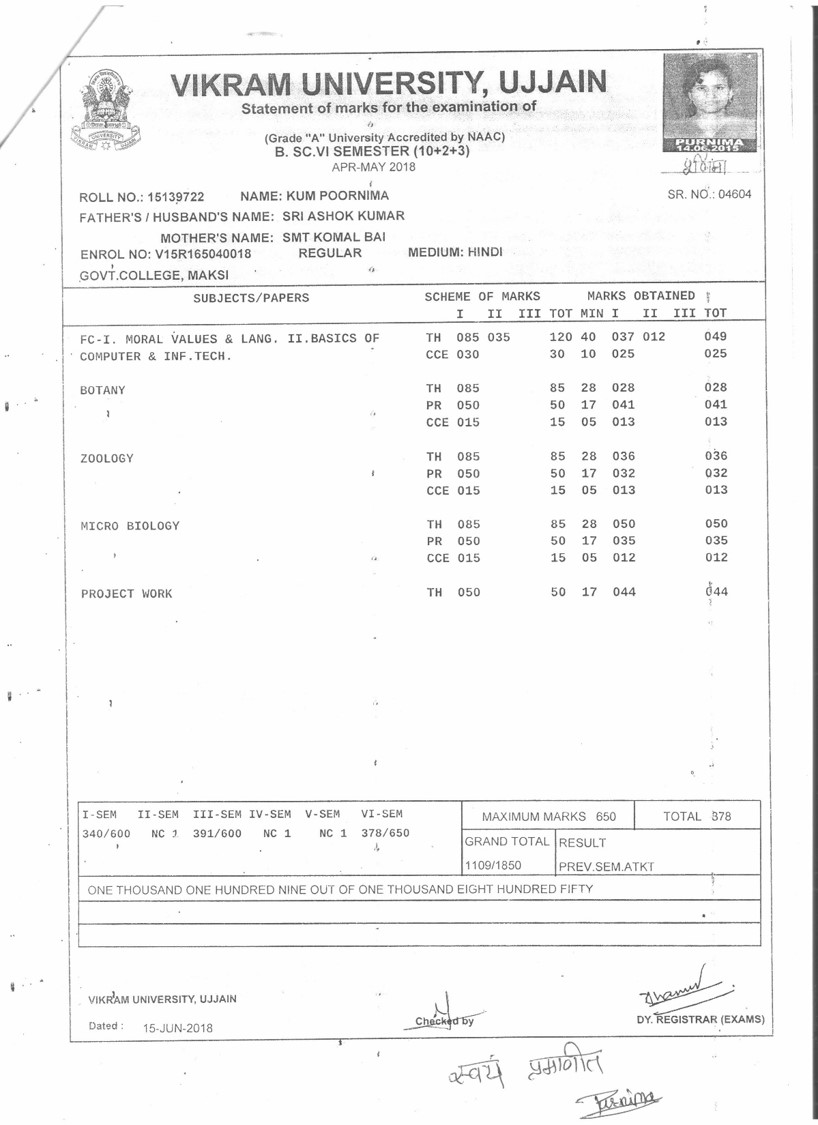 VIKRAM UNIVERSITY, UJJAIN
Statement of marks for the examination of
(Grade "A" University Accredited by NAAC)
B. SC.VI SEMESTER (10+2+3)
APR-MAY 2018
PURNIMA
14.06.2015
पूर्णिमा
ROLL NO.: 15139722 NAME: KUM POORNIMA SR. NO.: 04604
FATHER'S / HUSBAND'S NAME: SRI ASHOK KUMAR
MOTHER'S NAME: SMT KOMAL BAI
ENROL NO: V15R165040018 REGULAR MEDIUM: HINDI
GOVT.COLLEGE, MAKSI
SUBJECTS/PAPERS SCHEME OF MARKS MARKS OBTAINED
I II III TOT MIN I II III TOT
FC-I. MORAL VALUES & LANG. II.BASICS OF TH 085 035 120 40 037 012 049
COMPUTER & INF.TECH. CCE 030 30 10 025 025
BOTANY TH 085 85 28 028 028
PR 050 50 17 041 041
CCE 015 15 05 013 013
ZOOLOGY TH 085 85 28 036 036
PR 050 50 17 032 032
CCE 015 15 05 013 013
MICRO BIOLOGY TH 085 85 28 050 050
PR 050 50 17 035 035
CCE 015 15 05 012 012
PROJECT WORK TH 050 50 17 044 044
I-SEM II-SEM III-SEM IV-SEM V-SEM VI-SEM MAXIMUM MARKS 650 TOTAL 378
340/600 NC 1 391/600 NC 1 NC 1 378/650
GRAND TOTAL RESULT
1109/1850 PREV.SEM.ATKT
ONE THOUSAND ONE HUNDRED NINE OUT OF ONE THOUSAND EIGHT HUNDRED FIFTY
VIKRAM UNIVERSITY, UJJAIN
Dated : 15-JUN-2018 Checked by DY. REGISTRAR (EXAMS)
स्वयं प्रमाणीत
Purnima